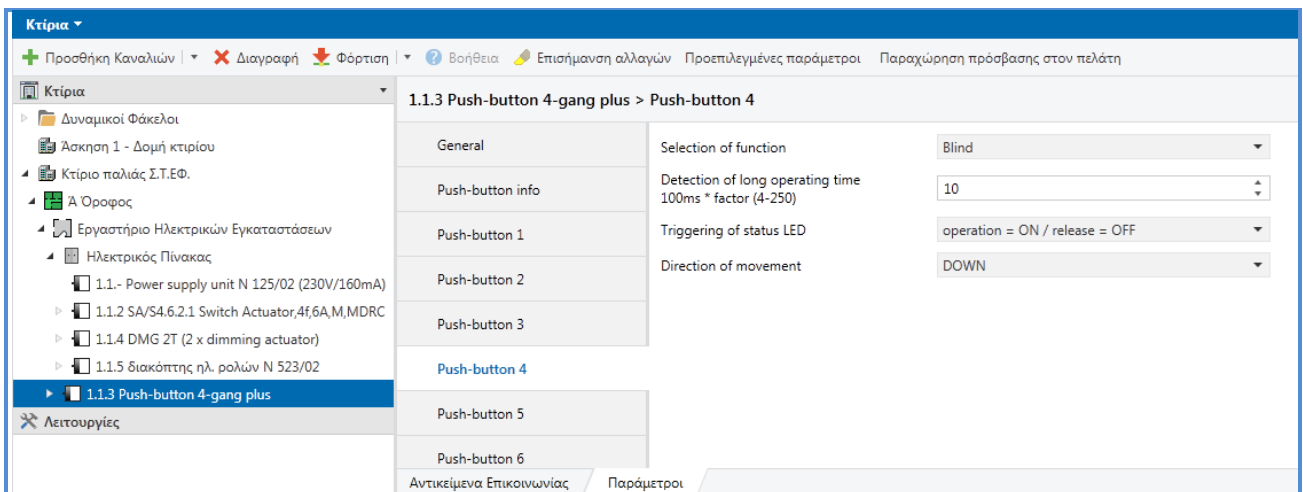 Κτίρια
Προσθήκη Καναλιών Διαγραφή Φόρτιση Βοήθεια Επισήμανση αλλαγών Προεπιλεγμένες παράμετροι Παραχώρηση πρόσβασης στον πελάτη
Κτίρια
Δυναμικοί Φάκελοι
Άσκηση 1 - Δομή κτιρίου
Κτίριο παλιάς Σ.Τ.ΕΦ.
Ά Όροφος
Εργαστήριο Ηλεκτρικών Εγκαταστάσεων
Ηλεκτρικός Πίνακας
1.1.- Power supply unit N 125/02 (230V/160mA)
1.1.2 SA/S4.6.2.1 Switch Actuator,4f,6A,M,MDRC
1.1.4 DMG 2T (2 x dimming actuator)
1.1.5 διακόπτης ηλ. ρολών N 523/02
1.1.3 Push-button 4-gang plus
Λειτουργίες
1.1.3 Push-button 4-gang plus > Push-button 4
General
Push-button info
Push-button 1
Push-button 2
Push-button 3
Push-button 4
Push-button 5
Push-button 6
Selection of function Blind
Detection of long operating time
100ms * factor (4-250) 10
Triggering of status LED operation = ON / release = OFF
Direction of movement DOWN
Αντικείμενα Επικοινωνίας Παράμετροι